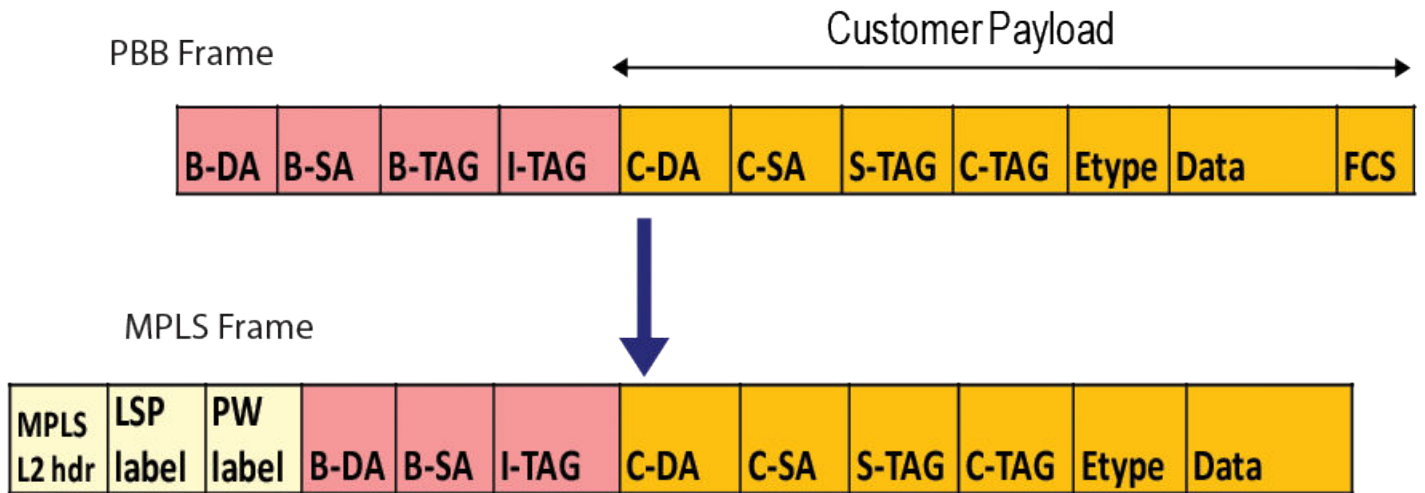 Customer Payload
PBB Frame
B-DA B-SA B-TAG I-TAG C-DA C-SA S-TAG C-TAG Etype Data FCS
MPLS Frame
MPLS L2 hdr LSP label PW label B-DA B-SA I-TAG C-DA C-SA S-TAG C-TAG Etype Data